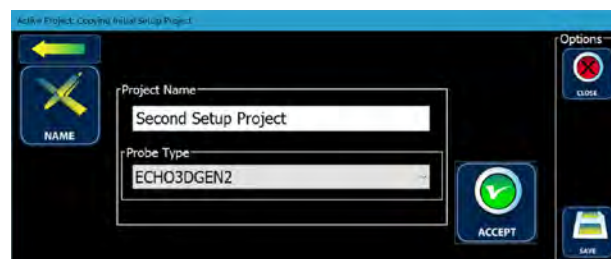 Active Project: Copying Initial Setup Project
Options
CLOSE
NAME
Project Name
Second Setup Project
Probe Type
ECHO3DGEN2
ACCEPT
SAVE